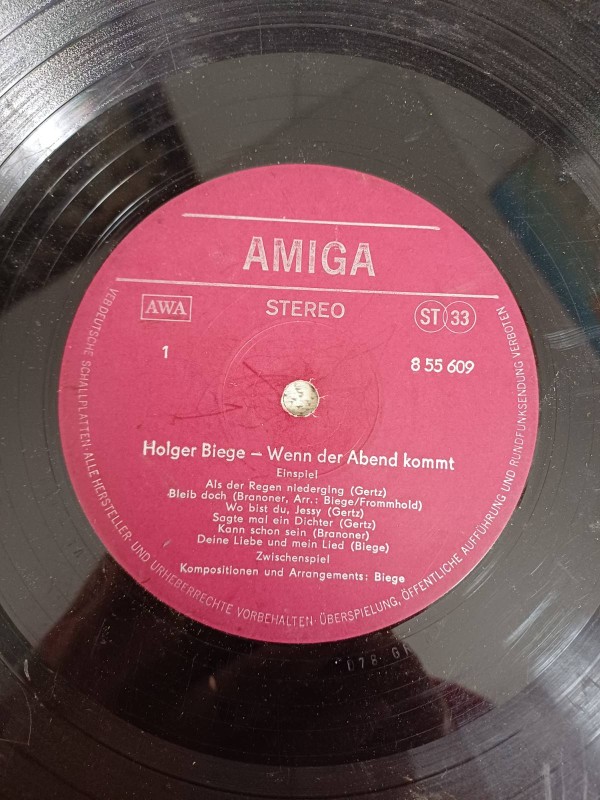 AMIGA
AWA
STEREO
ST 33
1
8 55 609
Holger Biege – Wenn der Abend kommt
Einspiel
Als der Regen niederging (Gertz)
Bleib doch (Branoner, Arr.: Biege/Frommhold)
Wo bist du, Jessy (Gertz)
Sagte mal ein Dichter (Gertz)
Kann schon sein (Branoner)
Deine Liebe und mein Lied (Biege)
Zwischenspiel
Kompositionen und Arrangements: Biege
VEB DEUTSCHE SCHALLPLATTEN · ALLE HERSTELLER- UND URHEBERRECHTE VORBEHALTEN · ÜBERSPIELUNG, ÖFFENTLICHE AUFFÜHRUNG UND RUNDFUNKSENDUNG VERBOTEN